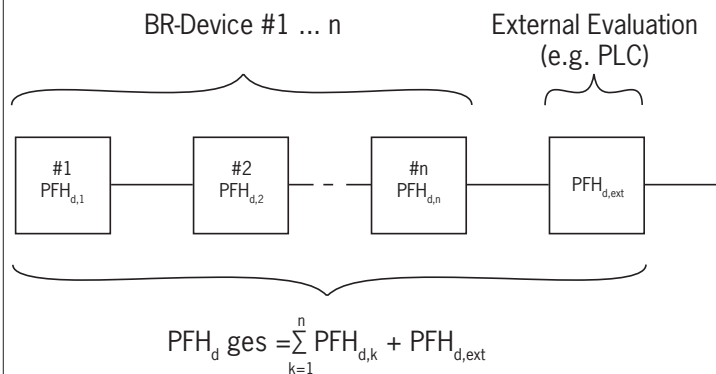 BR-Device #1 ... n
External Evaluation
(e.g. PLC)
#1
PFHd,1
#2
PFHd,2
#n
PFHd,n
PFHd,ext
n
PFHd ges =∑ PFHd,k + PFHd,ext
k=1